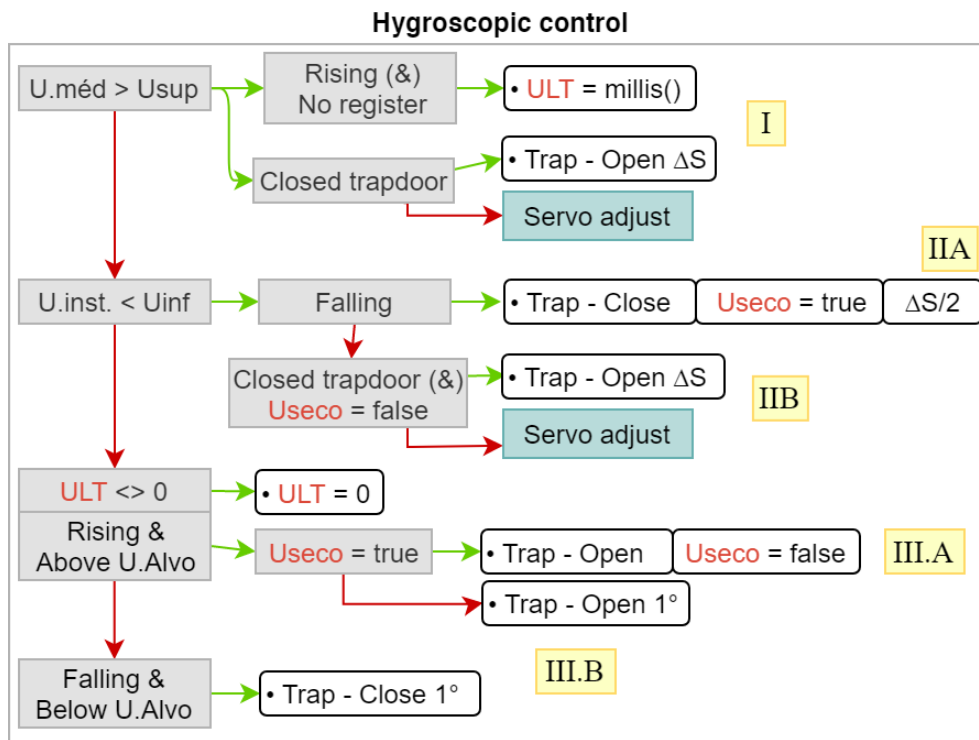 Hygroscopic control
U.méd > Usup
Rising (&)
No register
• ULT = millis()
I
Closed trapdoor
• Trap - Open ΔS
Servo adjust
IIA
U.inst. < Uinf
Falling
• Trap - Close
Useco = true
ΔS/2
Closed trapdoor (&)
Useco = false
• Trap - Open ΔS
IIB
Servo adjust
ULT <> 0
• ULT = 0
Rising &
Above U.Alvo
Useco = true
• Trap - Open
Useco = false
III.A
• Trap - Open 1°
III.B
Falling &
Below U.Alvo
• Trap - Close 1°